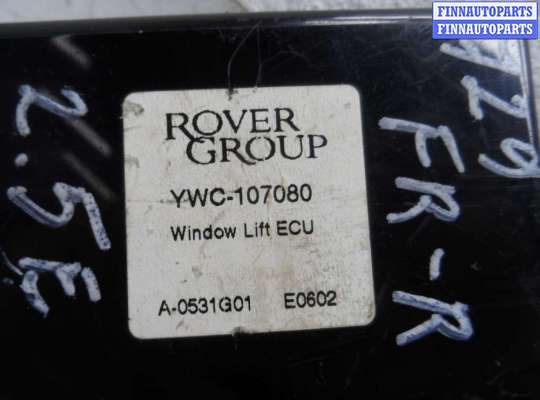 FINNAUTOPARTS
FINNAUTOPARTS
ROVER
GROUP
YWC-107080
Window Lift ECU
A-0531G01 E0602
2.5E
FR-R